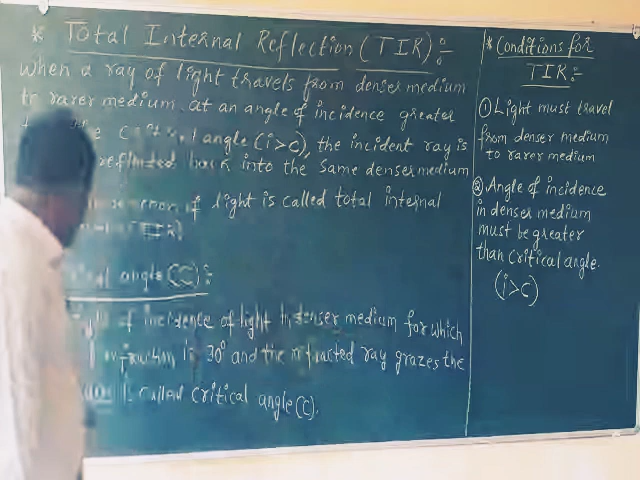 * Total Internal Reflection (TIR) :-
When a ray of light travels from denser medium
to rarer medium at an angle of incidence greater
angle (i>c), the incident ray is
back into the same denser medium
of light is called total internal
angle (C) :-
of incidence of light in denser medium for which
is 30° and the refracted ray grazes the
is called critical angle (C).
* Conditions for
TIR :-
① Light must travel
from denser medium
to rarer medium
② Angle of incidence
in denser medium
must be greater
than critical angle.
(i>c)